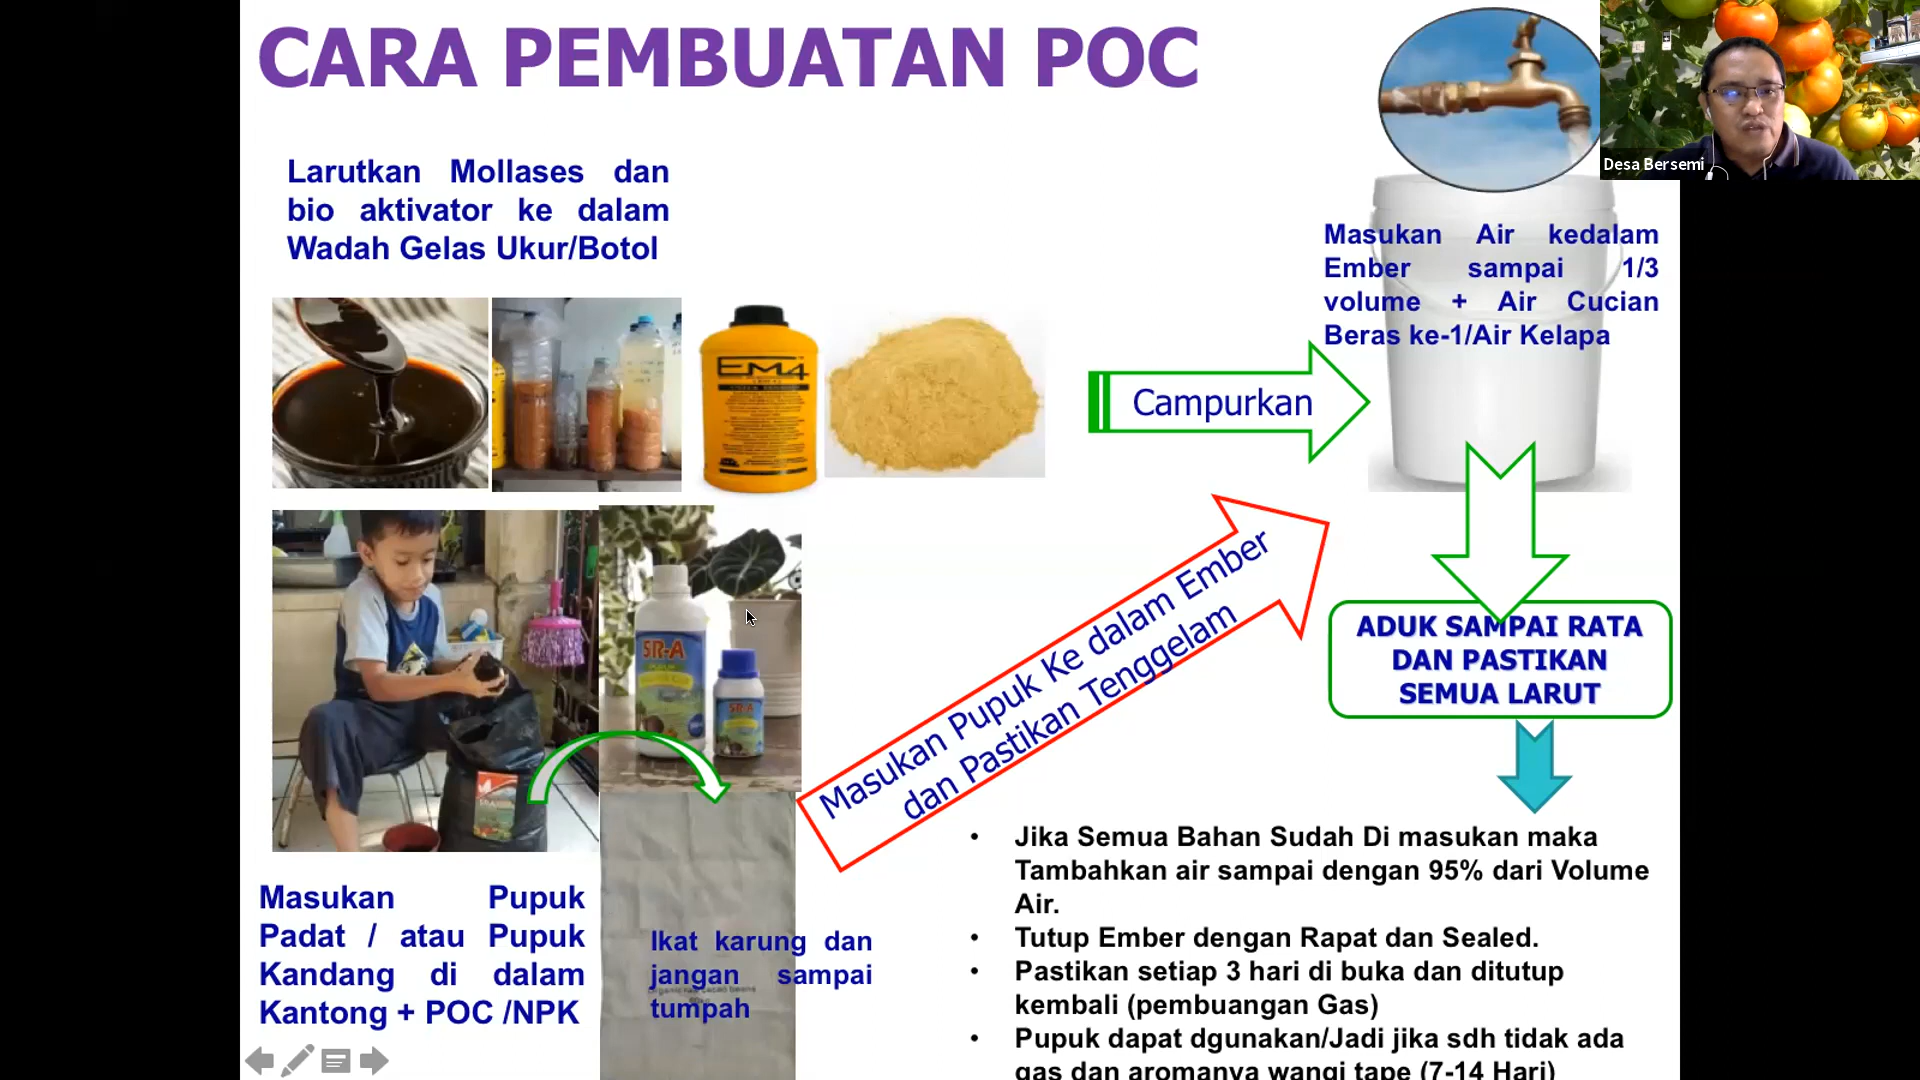 CARA PEMBUATAN POC
Desa Bersemi
Larutkan Mollases dan
bio aktivator ke dalam
Wadah Gelas Ukur/Botol
Masukan Air kedalam
Ember sampai 1/3
volume + Air Cucian
Beras ke-1/Air Kelapa
EM4
Campurkan
SR-A
SR-A
Masukan Pupuk Ke dalam Ember
dan Pastikan Tenggelam
ADUK SAMPAI RATA
DAN PASTIKAN
SEMUA LARUT
Masukan Pupuk
Padat / atau Pupuk
Kandang di dalam
Kantong + POC /NPK
Ikat karung dan
jangan sampai
tumpah
• Jika Semua Bahan Sudah Di masukan maka
Tambahkan air sampai dengan 95% dari Volume
Air.
• Tutup Ember dengan Rapat dan Sealed.
• Pastikan setiap 3 hari di buka dan ditutup
kembali (pembuangan Gas)
• Pupuk dapat dgunakan/Jadi jika sdh tidak ada
gas dan aromanya wangi tape (7-14 Hari)